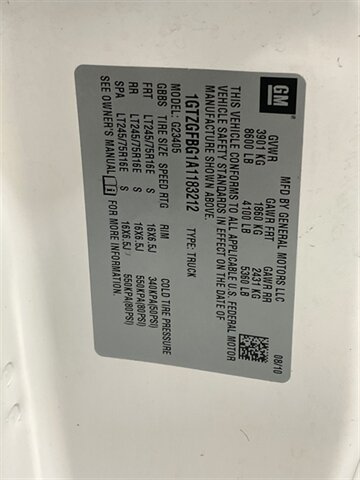 GM
MFD BY GENERAL MOTORS LLC
08/10
GVWR GAWR FRT GAWR RR
3901 KG 1860 KG 2431 KG
8600 LB 4100 LB 5360 LB
THIS VEHICLE CONFORMS TO ALL APPLICABLE U.S. FEDERAL MOTOR
VEHICLE SAFETY STANDARDS IN EFFECT ON THE DATE OF
MANUFACTURE SHOWN ABOVE.
1GTZGFBG1A1183212 TYPE: TRUCK
MODEL: G23405
GBBS TIRE SIZE SPEED RTG RIM COLD TIRE PRESSURE
FRT LT245/75R16E S 16X6.5J 340KPA(50PSI)
RR LT245/75R16E S 16X6.5J 550KPA(80PSI)
SPA LT245/75R16E S 16X6.5J 550KPA(80PSI)
SEE OWNER'S MANUAL FOR MORE INFORMATION.